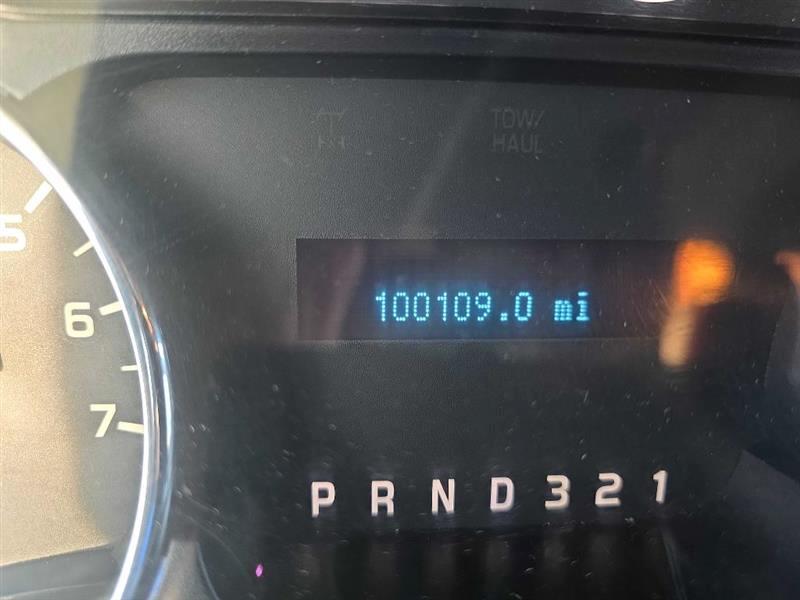 TOW/
HAUL
5
6
7
100109.0 mi
P R N D 3 2 1